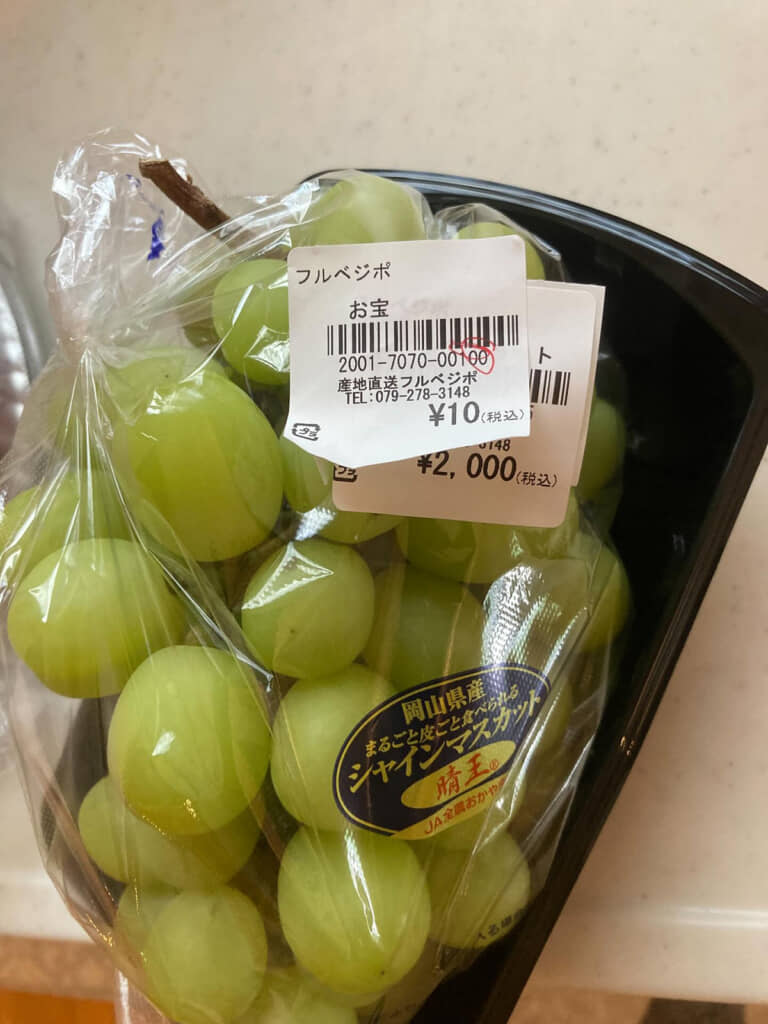 フルベジポ
お宝
2001-7070-00100
産地直送フルベジポ
TEL:079-278-3148
¥10(税込)
ト
3148
¥2,000(税込)
岡山県産
まるごと皮ごと食べられる
シャインマスカット
晴王®
JA全農おかや